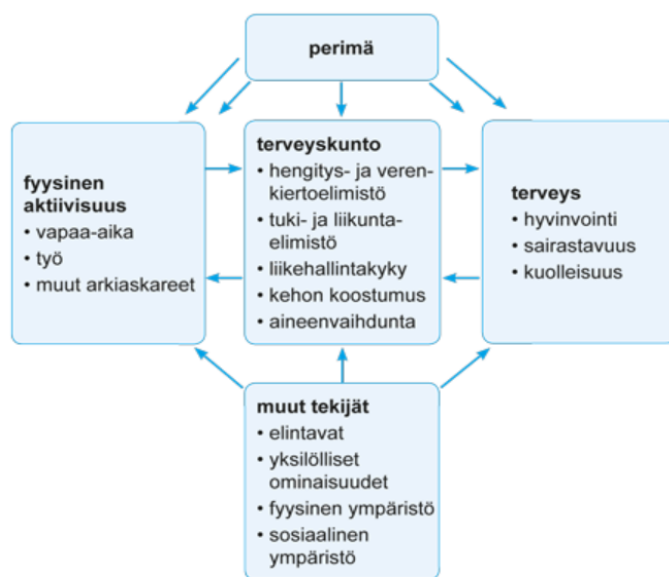 perimä
fyysinen
aktiivisuus
• vapaa-aika
• työ
• muut arkiaskareet
terveyskunto
• hengitys- ja veren-
kiertoelimistö
• tuki- ja liikunta-
elimistö
• liikehallintakyky
• kehon koostumus
• aineenvaihdunta
terveys
• hyvinvointi
• sairastavuus
• kuolleisuus
muut tekijät
• elintavat
• yksilölliset
ominaisuudet
• fyysinen ympäristö
• sosiaalinen
ympäristö